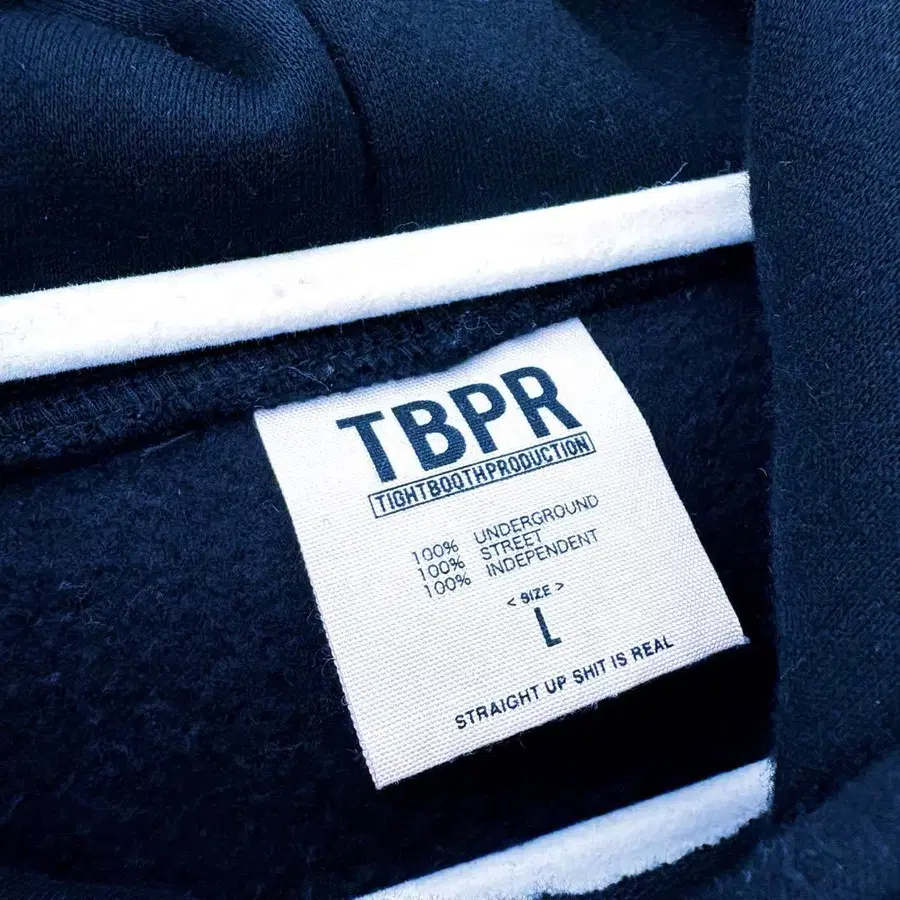 TBPR
TIGHTBOOTHPRODUCTION
100% UNDERGROUND
100% STREET
100% INDEPENDENT
< SIZE >
L
STRAIGHT UP SHIT IS REAL